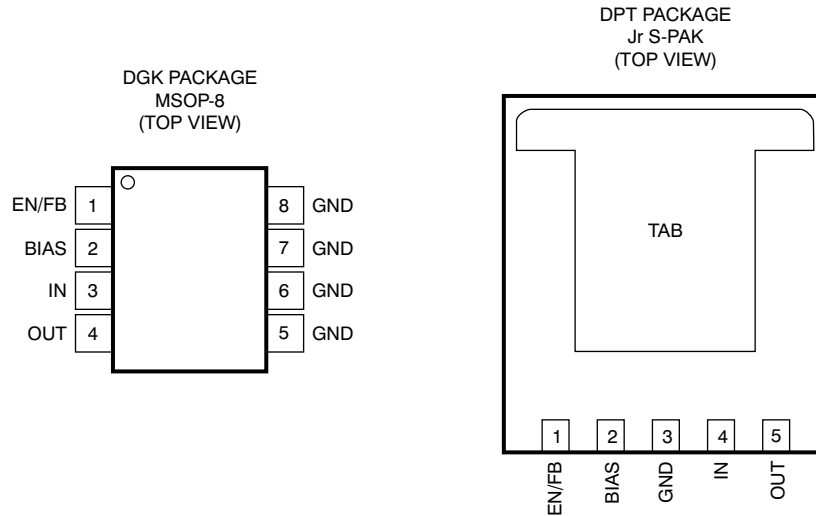 DGK PACKAGE
MSOP-8
(TOP VIEW)
EN/FB 1 8 GND
BIAS 2 7 GND
IN 3 6 GND
OUT 4 5 GND
DPT PACKAGE
Jr S-PAK
(TOP VIEW)
TAB
1 2 3 4 5
EN/FB BIAS GND IN OUT